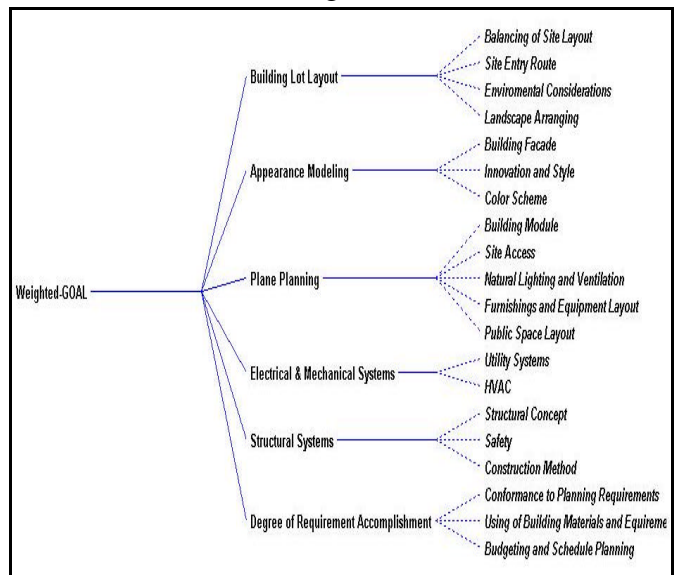 Weighted-GOAL
Building Lot Layout
Balancing of Site Layout
Site Entry Route
Enviromental Considerations
Landscape Arranging
Appearance Modeling
Building Facade
Innovation and Style
Color Scheme
Plane Planning
Building Module
Site Access
Natural Lighting and Ventilation
Furnishings and Equipment Layout
Public Space Layout
Electrical & Mechanical Systems
Utility Systems
HVAC
Structural Systems
Structural Concept
Safety
Construction Method
Degree of Requirement Accomplishment
Conformance to Planning Requirements
Using of Building Materials and Equireme
Budgeting and Schedule Planning